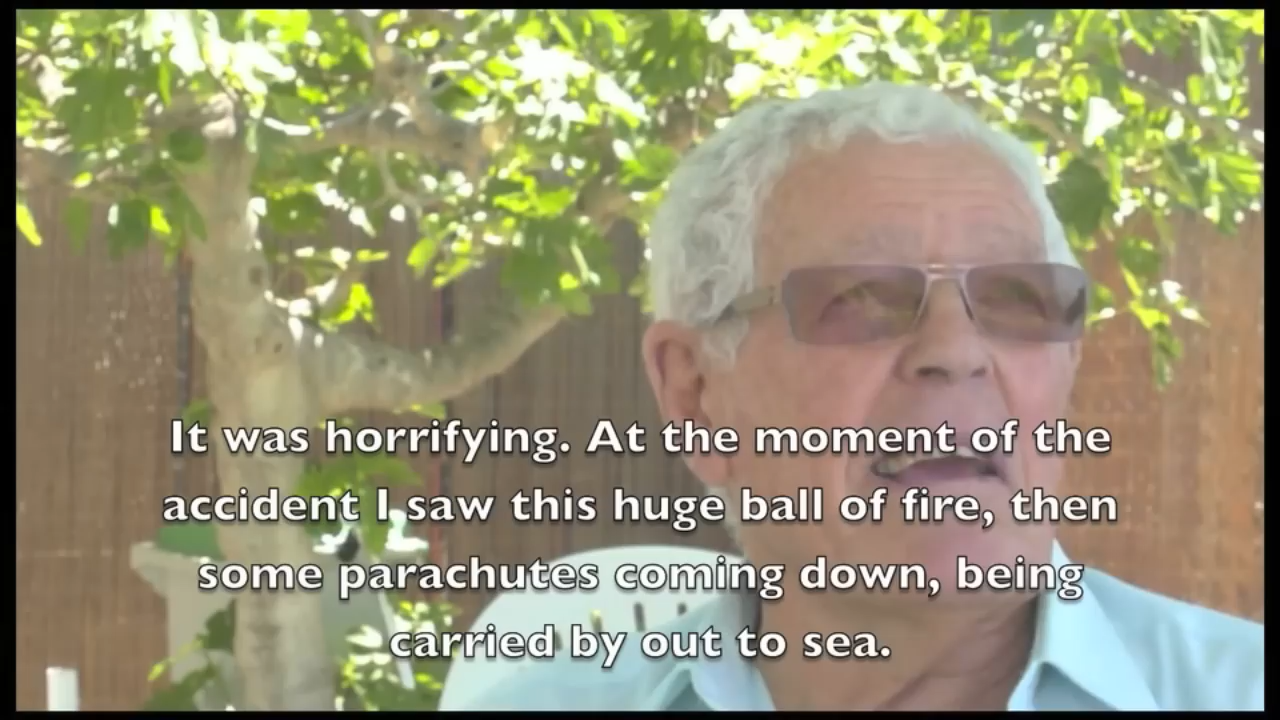 It was horrifying. At the moment of the
accident I saw this huge ball of fire, then
some parachutes coming down, being
carried by out to sea.